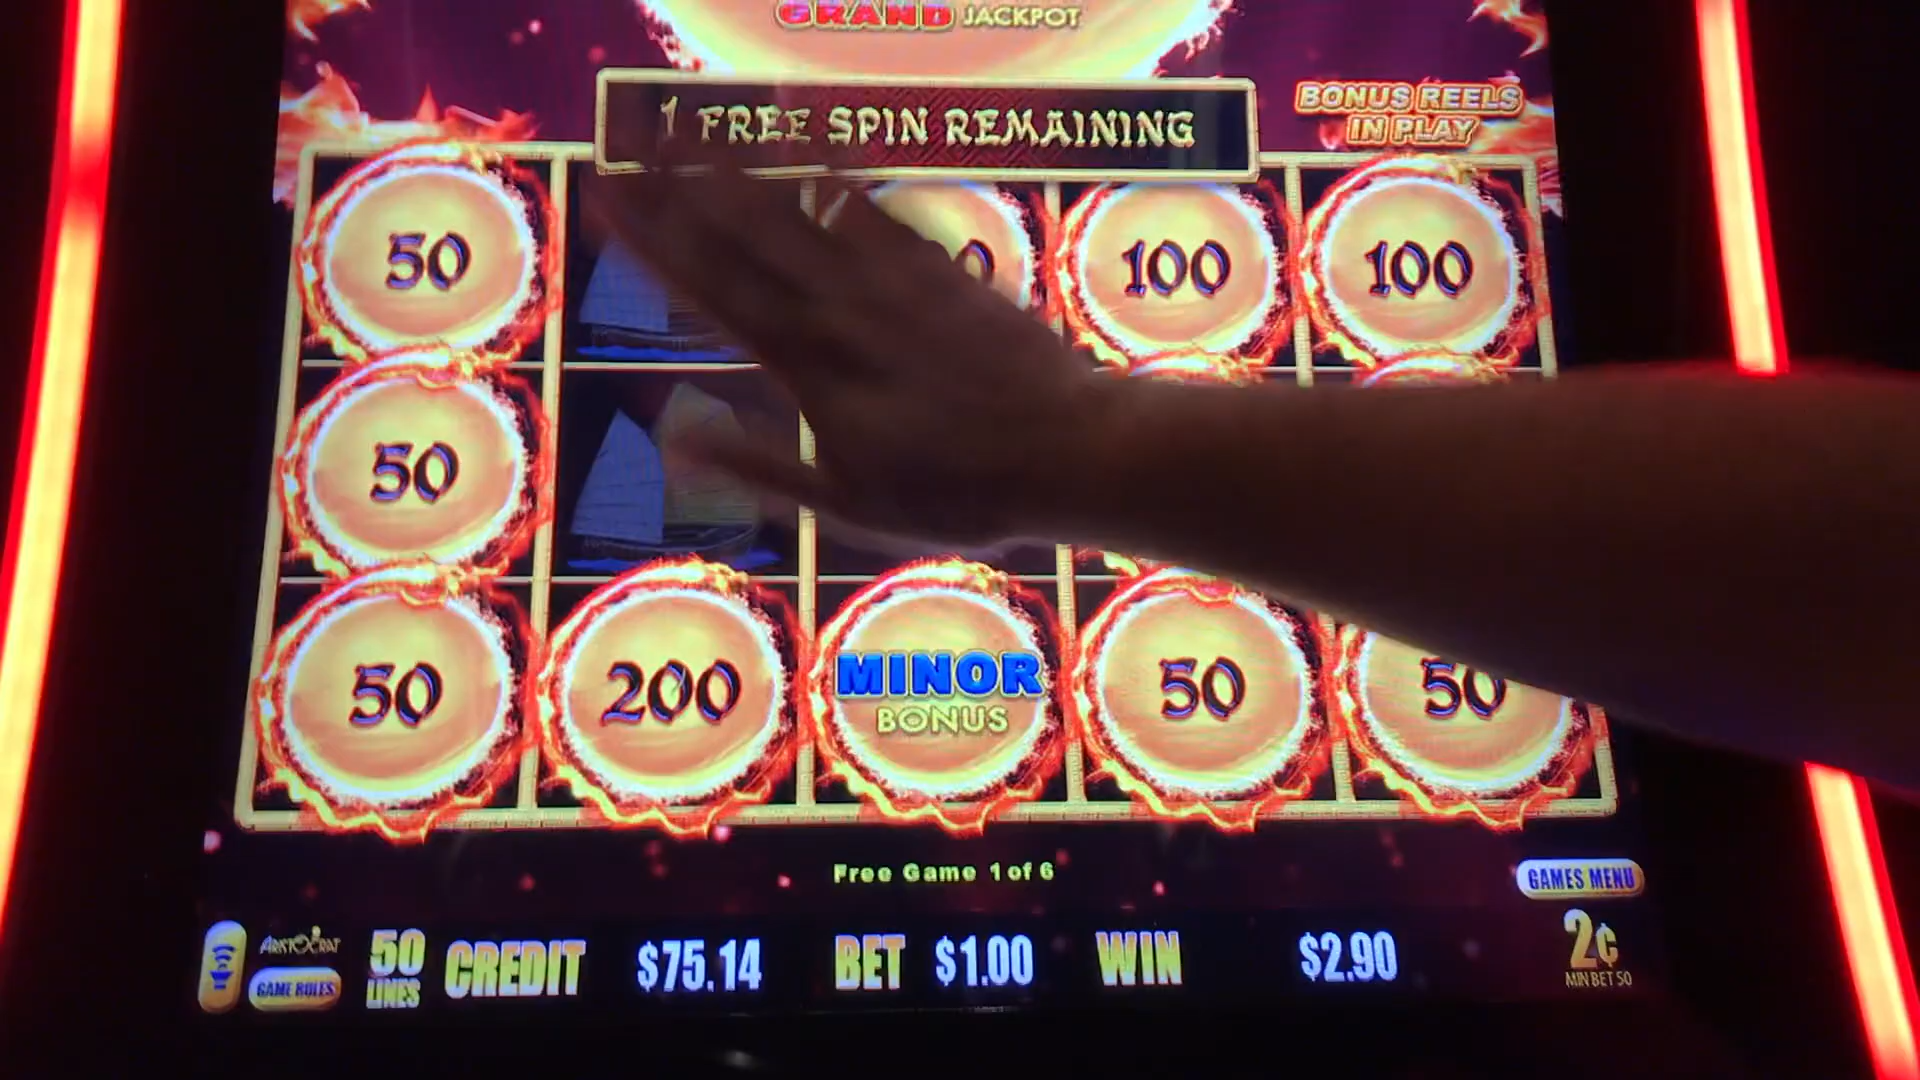 GRAND JACKPOT
1 FREE SPIN REMAINING
BONUS REELS
IN PLAY
50
100
100
50
50
200
MINOR
BONUS
50
50
Free Game 1 of 6
GAMES MENU
ARISTOCRAT
GAME RULES
50
LINES
CREDIT $75.14
BET $1.00
WIN $2.90
2¢
MIN BET 50